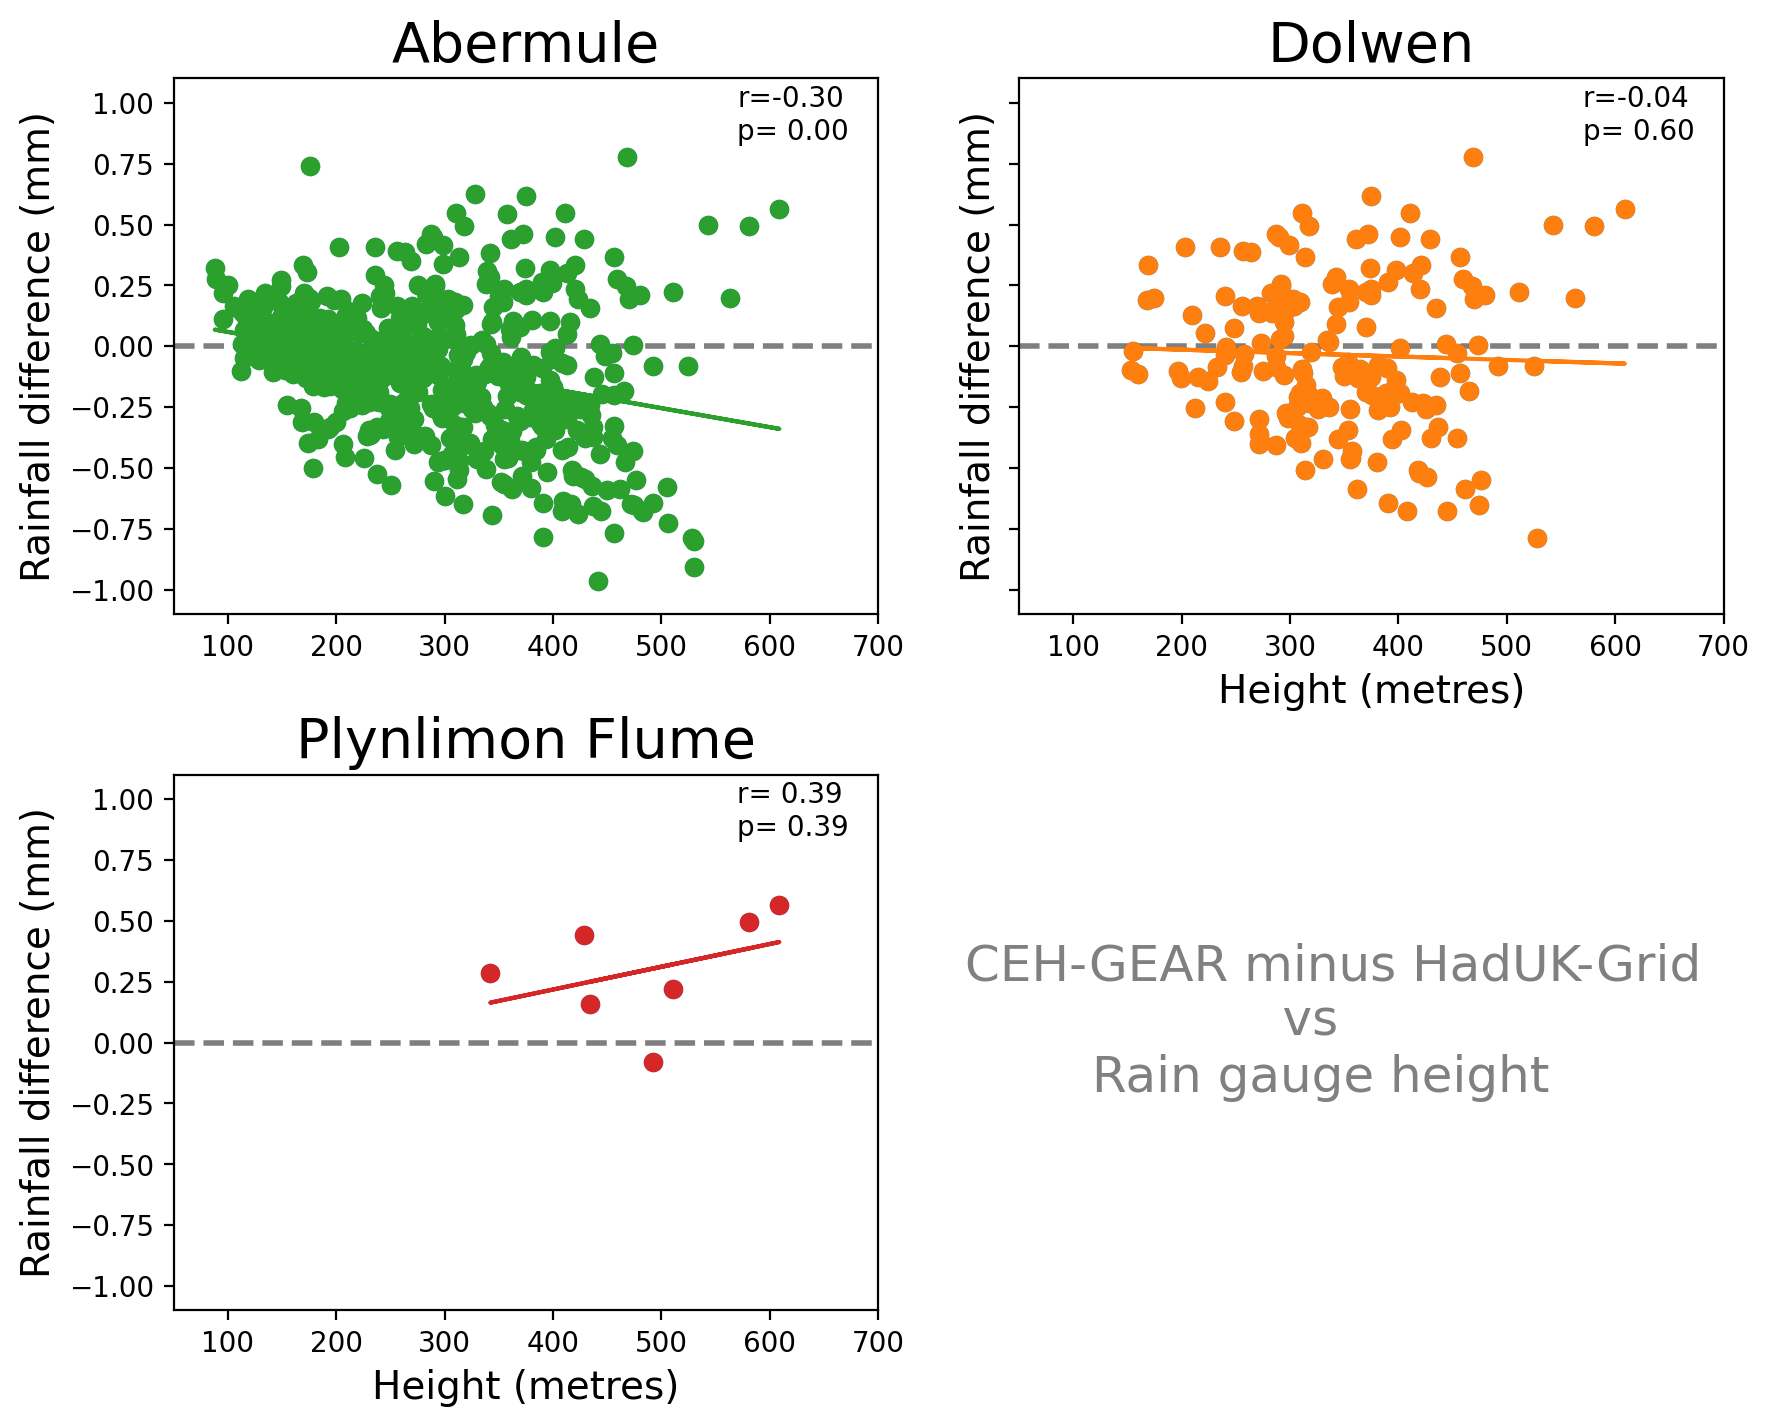 Abermule
r=-0.30
p= 0.00
Rainfall difference (mm)
1.00
0.75
0.50
0.25
0.00
−0.25
−0.50
−0.75
−1.00
100 200 300 400 500 600 700
Dolwen
r=-0.04
p= 0.60
Rainfall difference (mm)
100 200 300 400 500 600 700
Height (metres)
Plynlimon Flume
r= 0.39
p= 0.39
Rainfall difference (mm)
1.00
0.75
0.50
0.25
0.00
−0.25
−0.50
−0.75
−1.00
100 200 300 400 500 600 700
Height (metres)
CEH-GEAR minus HadUK-Grid
vs
Rain gauge height